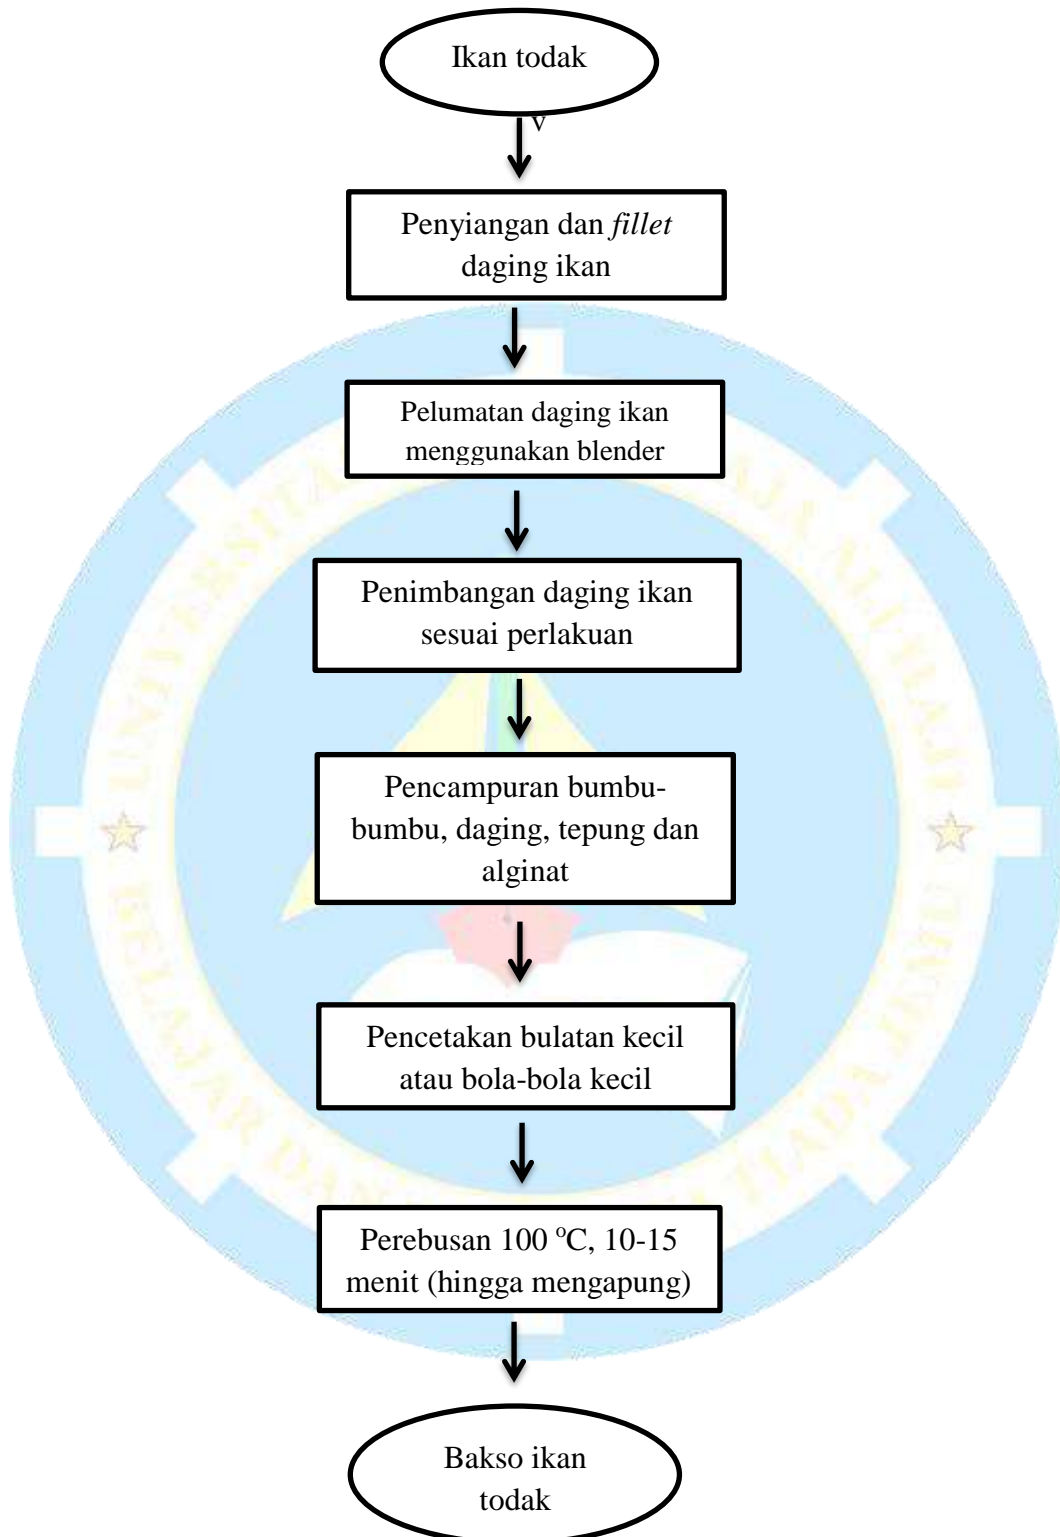 Ikan todak
v
Penyiangan dan fillet
daging ikan
Pelumatan daging ikan
menggunakan blender
Penimbangan daging ikan
sesuai perlakuan
Pencampuran bumbu-
bumbu, daging, tepung dan
alginat
Pencetakan bulatan kecil
atau bola-bola kecil
Perebusan 100 °C, 10-15
menit (hingga mengapung)
Bakso ikan
todak